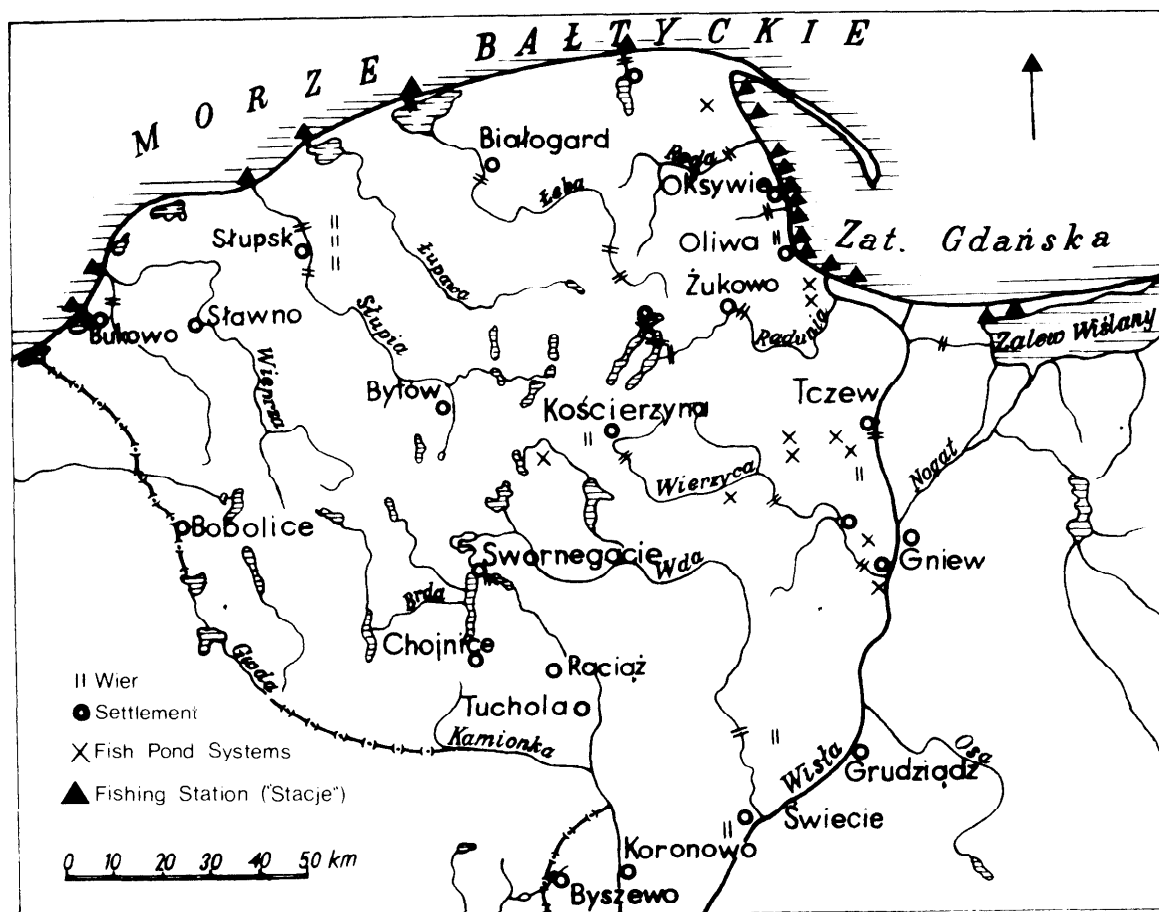 MORZE BAŁTYCKIE
Białogard
Łeba
Reda
Oksywie
Słupsk
Oliwa
Zat. Gdańska
Łupawa
Żukowo
Bukowo
Sławno
Słupia
Radunia
Zalew Wiślany
Wieprza
Bytów
Kościerzyna
Tczew
Wierzyca
Nogat
Bobolice
Swornegacie
Wda
Gniew
Brda
Chojnice
Gwda
Raciąż
II Wier
Tuchola
Settlement
Kamionka
Fish Pond Systems
Wisła
Osa
Grudziądz
Fishing Station ("Stacje")
Świecie
0 10 20 30 40 50 km
Koronowo
Byszewo